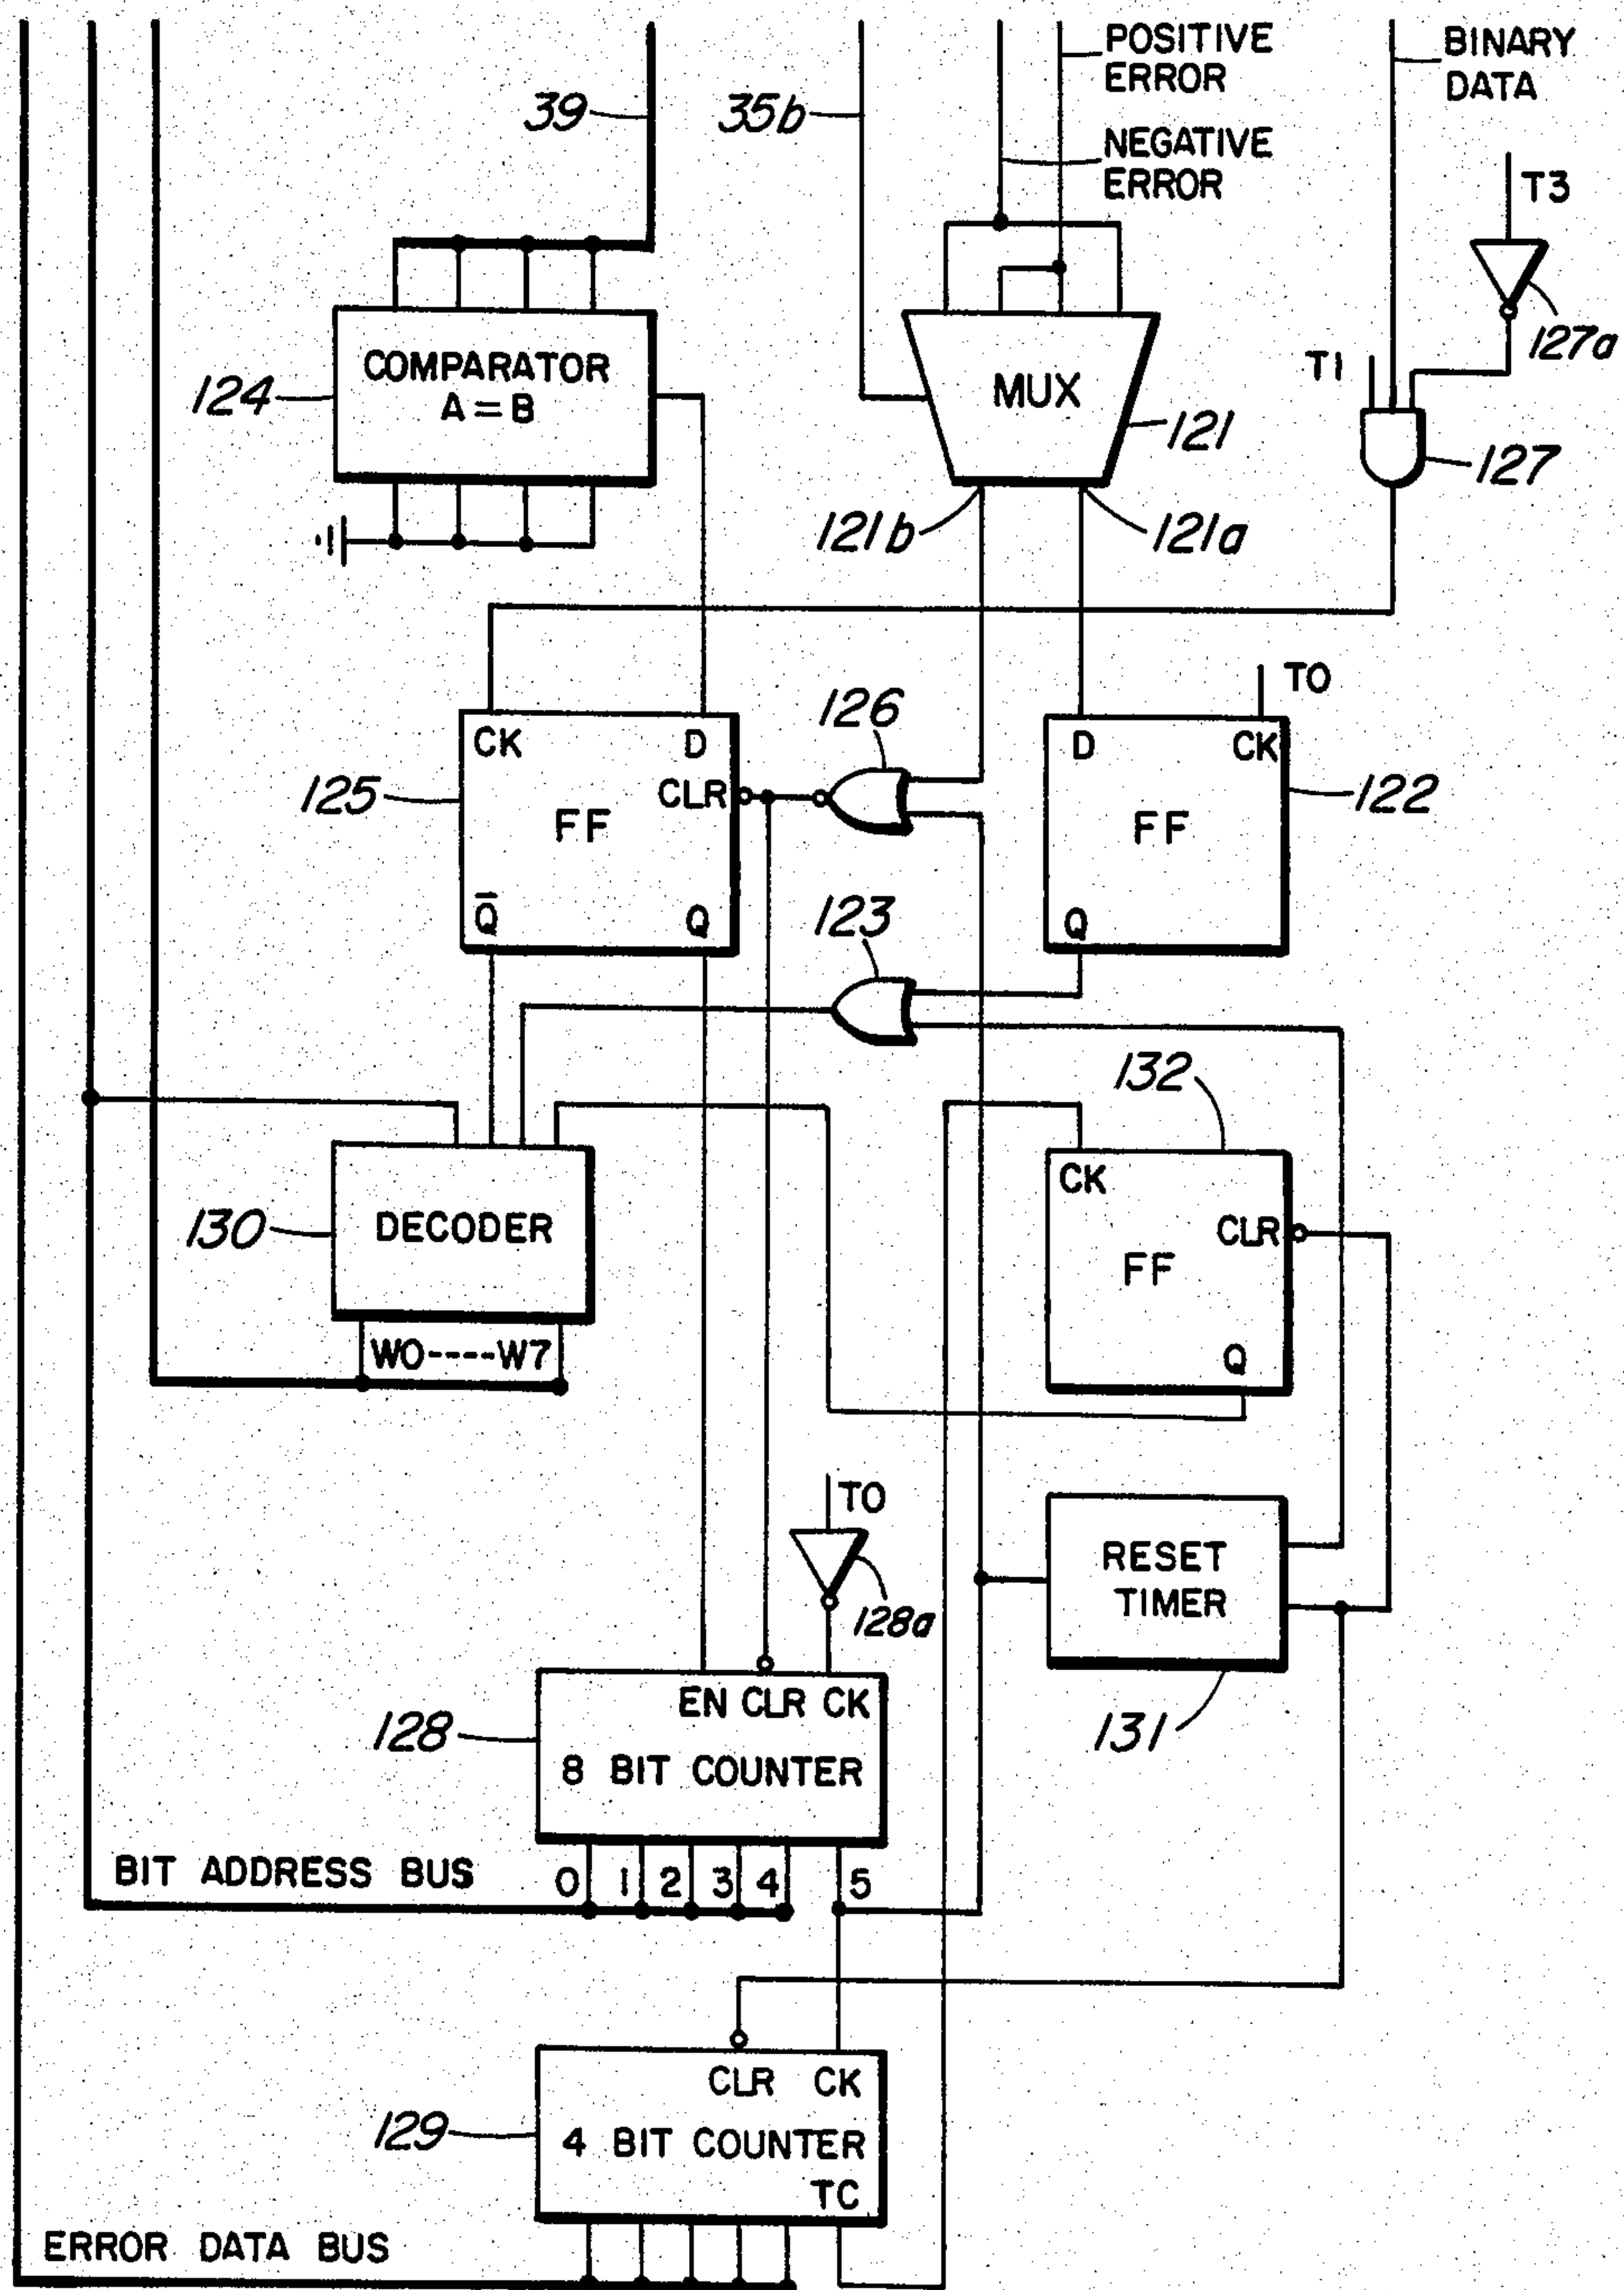 POSITIVE
ERROR
BINARY
DATA
39
35b
NEGATIVE
ERROR
T3
127a
COMPARATOR
A=B
124
MUX
121
T1
127
121b
121a
T0
126
CK
D
CLR
FF
Q̅
Q
125
D
CK
FF
Q
122
123
132
CK
CLR
FF
Q
130
DECODER
W0----W7
T0
128a
RESET
TIMER
131
128
EN CLR CK
8 BIT COUNTER
BIT ADDRESS BUS
0 1 2 3 4 5
129
CLR CK
4 BIT COUNTER
TC
ERROR DATA BUS